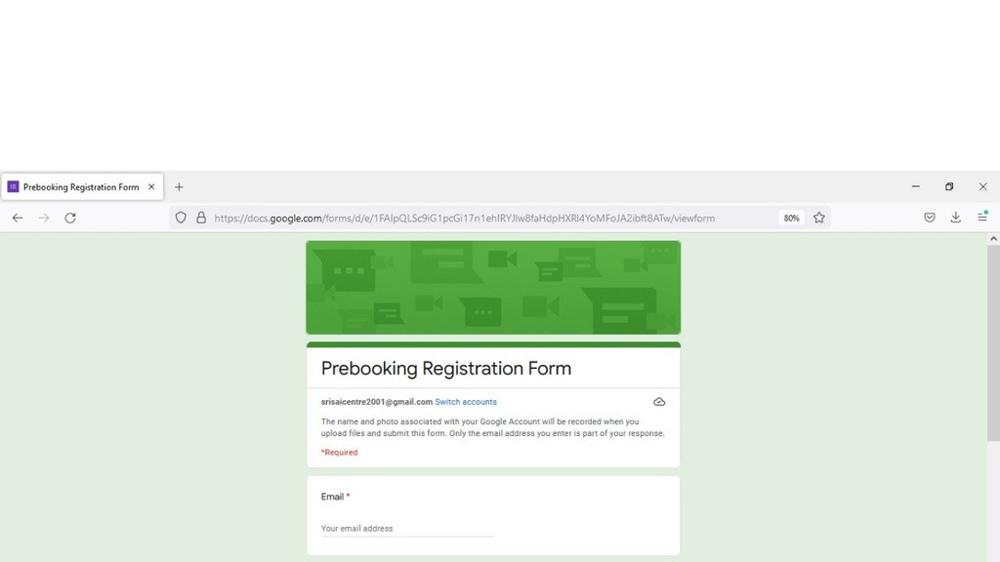 Prebooking Registration Form
https://docs.google.com/forms/d/e/1FAIpQLSc9iG1pcGi17n1ehIRYJIw8faHdpHXRl4YoMFoJA2ibft8ATw/viewform 80%
Prebooking Registration Form
srisaicentre2001@gmail.com Switch accounts
The name and photo associated with your Google Account will be recorded when you
upload files and submit this form. Only the email address you enter is part of your response.
*Required
Email *
Your email address